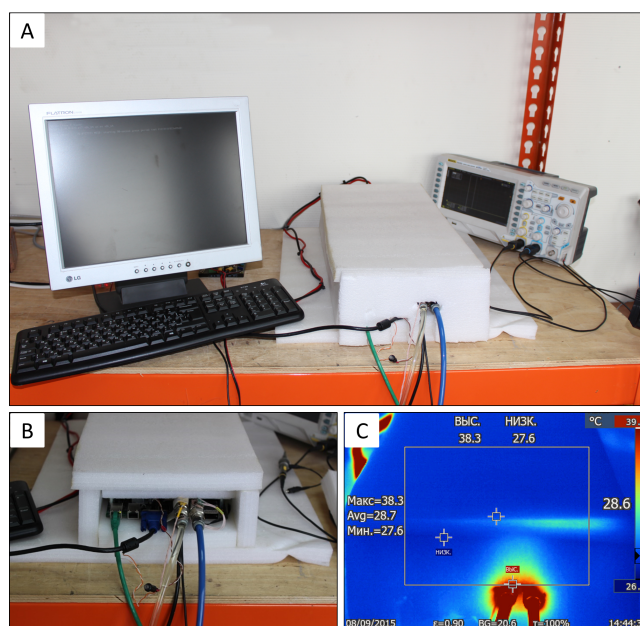 A
FLATRON
LG
B
C
ВЫС. НИЗК. °C 39.
38.3 27.6
Макс=38.3
Avg=28.7
Мин.=27.6
28.6
НИЗК.
ВЫС.
26.
08/09/2015 ε=0.90 BG=20.6 τ=100% 14:44:3